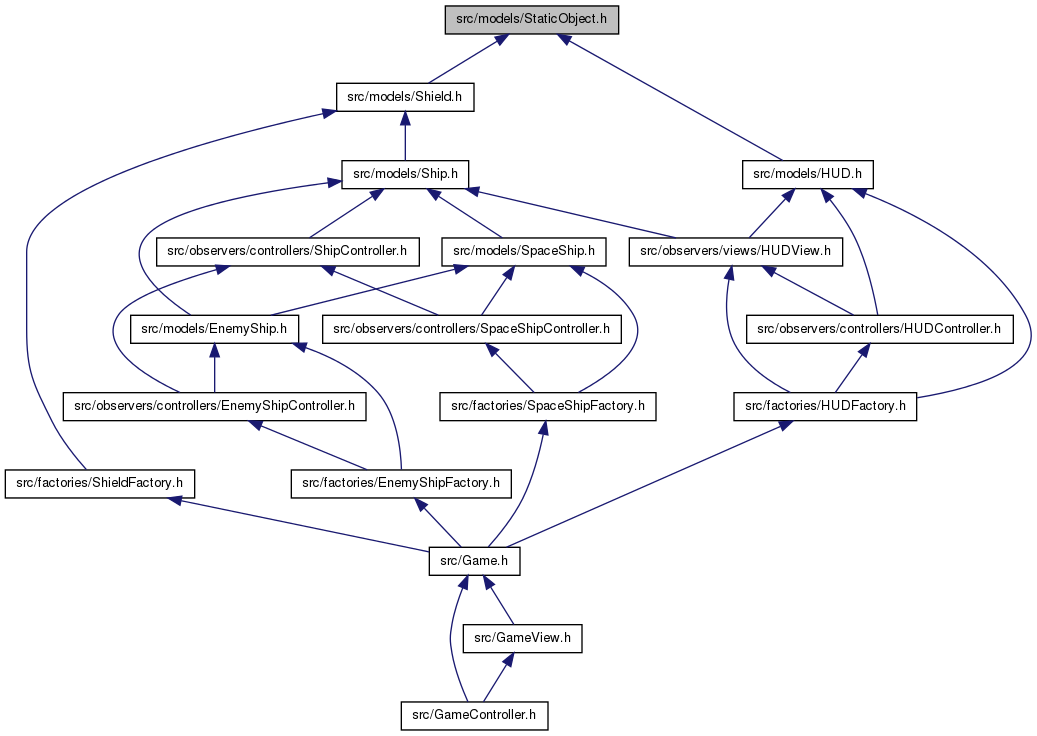 src/models/StaticObject.h
src/models/Shield.h
src/models/Ship.h
src/models/HUD.h
src/observers/controllers/ShipController.h
src/models/SpaceShip.h
src/observers/views/HUDView.h
src/models/EnemyShip.h
src/observers/controllers/SpaceShipController.h
src/observers/controllers/HUDController.h
src/observers/controllers/EnemyShipController.h
src/factories/SpaceShipFactory.h
src/factories/HUDFactory.h
src/factories/ShieldFactory.h
src/factories/EnemyShipFactory.h
src/Game.h
src/GameView.h
src/GameController.h